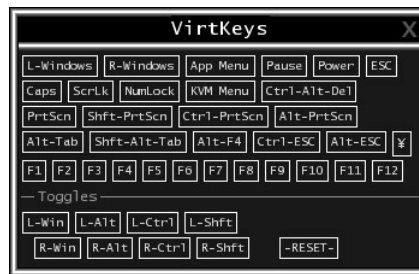 VirtKeys X
L-Windows R-Windows App Menu Pause Power ESC
Caps ScrLk NumLock KVM Menu Ctrl-Alt-Del
PrtScn Shft-PrtScn Ctrl-PrtScn Alt-PrtScn
Alt-Tab Shft-Alt-Tab Alt-F4 Ctrl-ESC Alt-ESC ¥
F1 F2 F3 F4 F5 F6 F7 F8 F9 F10 F11 F12
Toggles
L-Win L-Alt L-Ctrl L-Shft
R-Win R-Alt R-Ctrl R-Shft -RESET-